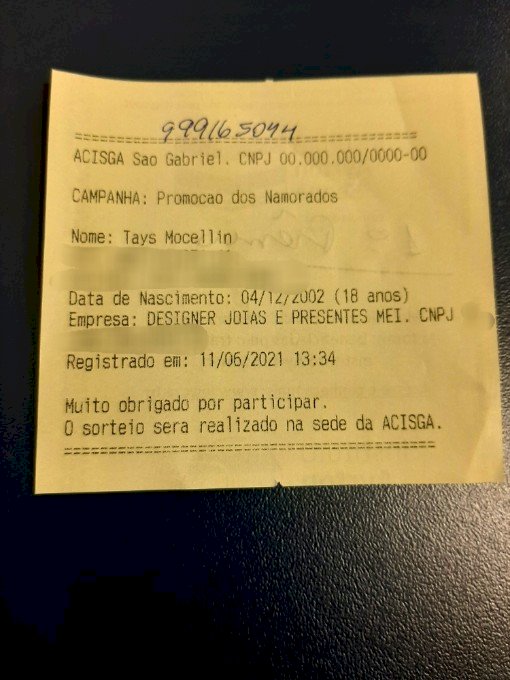 999165044
==========================================
ACISGA Sao Gabriel. CNPJ 00.000.000/0000-00
CAMPANHA: Promocao dos Namorados
Nome: Tays Mocellin
Data de Nascimento: 04/12/2002 (18 anos)
Empresa: DESIGNER JOIAS E PRESENTES MEI. CNPJ
Registrado em: 11/06/2021 13:34
Muito obrigado por participar.
O sorteio sera realizado na sede da ACISGA.
==========================================